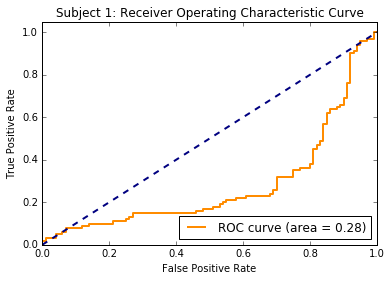 Subject 1: Receiver Operating Characteristic Curve
True Positive Rate
1.0
0.8
0.6
0.4
0.2
0.0
ROC curve (area = 0.28)
0.0 0.2 0.4 0.6 0.8 1.0
False Positive Rate